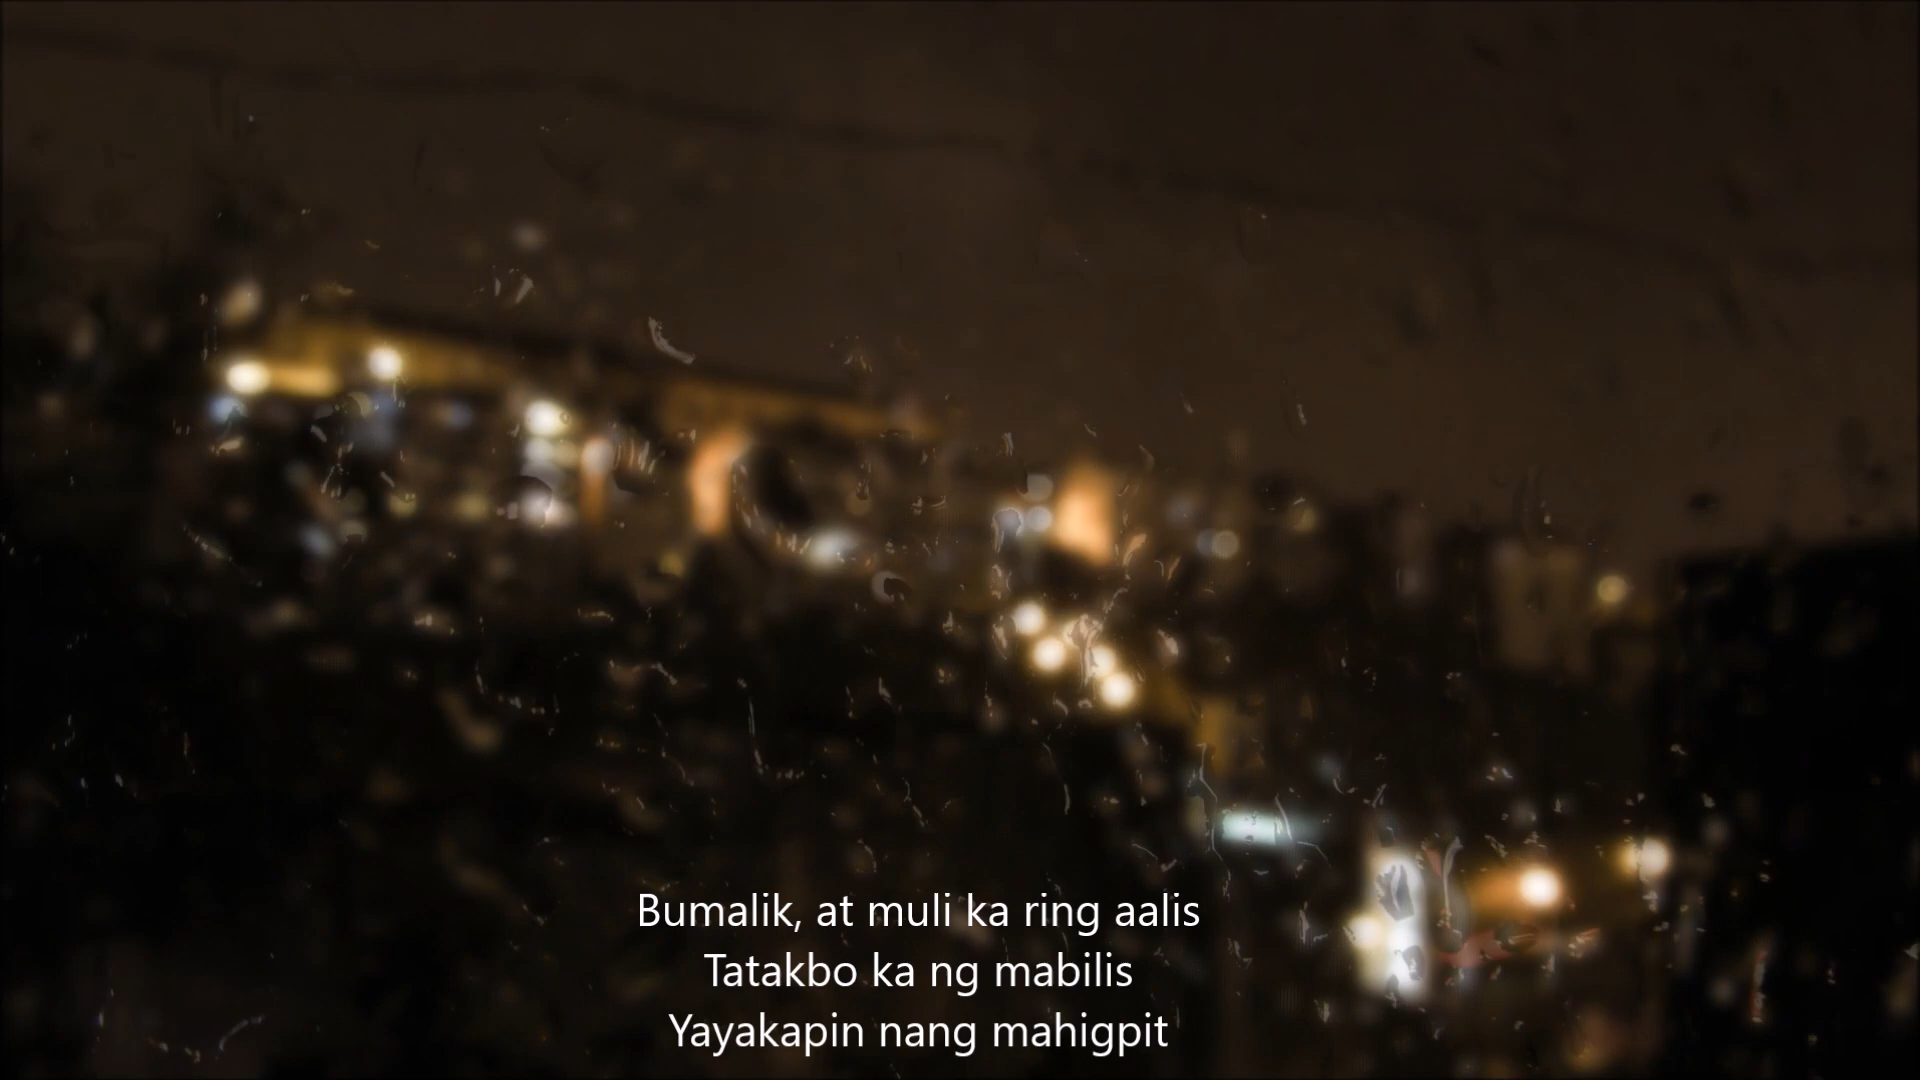 Bumalik, at muli ka ring aalis
Tatakbo ka ng mabilis
Yayakapin nang mahigpit